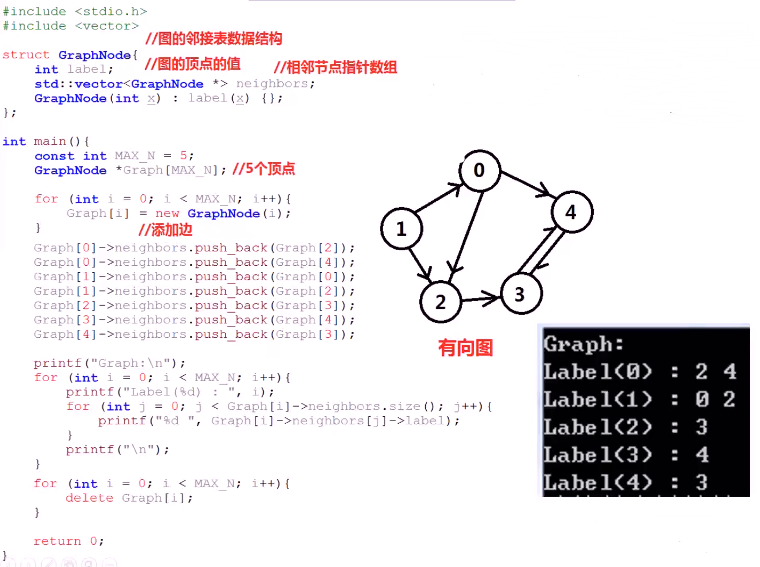 #include <stdio.h>
#include <vector>
//图的邻接表数据结构
struct GraphNode{
int label; //图的顶点的值 //相邻节点指针数组
std::vector<GraphNode *> neighbors;
GraphNode(int x) : label(x) {};
};
int main(){
const int MAX_N = 5;
GraphNode *Graph[MAX_N]; //5个顶点
for (int i = 0; i < MAX_N; i++){
Graph[i] = new GraphNode(i);
} //添加边
Graph[0]->neighbors.push_back(Graph[2]);
Graph[0]->neighbors.push_back(Graph[4]);
Graph[1]->neighbors.push_back(Graph[0]);
Graph[1]->neighbors.push_back(Graph[2]);
Graph[2]->neighbors.push_back(Graph[3]);
Graph[3]->neighbors.push_back(Graph[4]);
Graph[4]->neighbors.push_back(Graph[3]);
printf("Graph:\n");
for (int i = 0; i < MAX_N; i++){
printf("Label(%d) : ", i);
for (int j = 0; j < Graph[i]->neighbors.size(); j++){
printf("%d ", Graph[i]->neighbors[j]->label);
}
printf("\n");
}
for (int i = 0; i < MAX_N; i++){
delete Graph[i];
}
return 0;
}
0
4
1
2
3
有向图
Graph:
Label(0) : 2 4
Label(1) : 0 2
Label(2) : 3
Label(3) : 4
Label(4) : 3